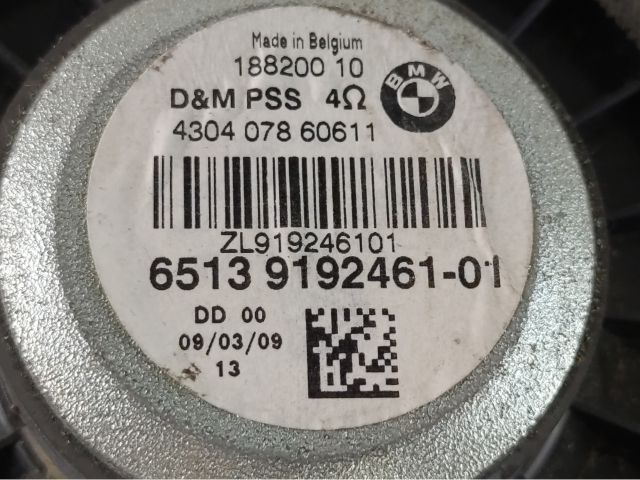 Made in Belgium
188200 10
BMW
D&M PSS 4Ω
4304 078 60611
ZL919246101
6513 9192461-01
DD 00
09/03/09
13